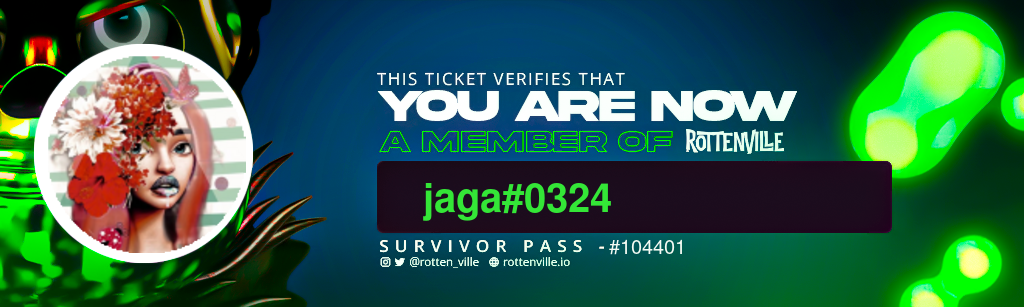 THIS TICKET VERIFIES THAT
YOU ARE NOW
A MEMBER OF ROTTENVILLE
jaga#0324
SURVIVOR PASS - #104401
@rotten_ville rottenville.io